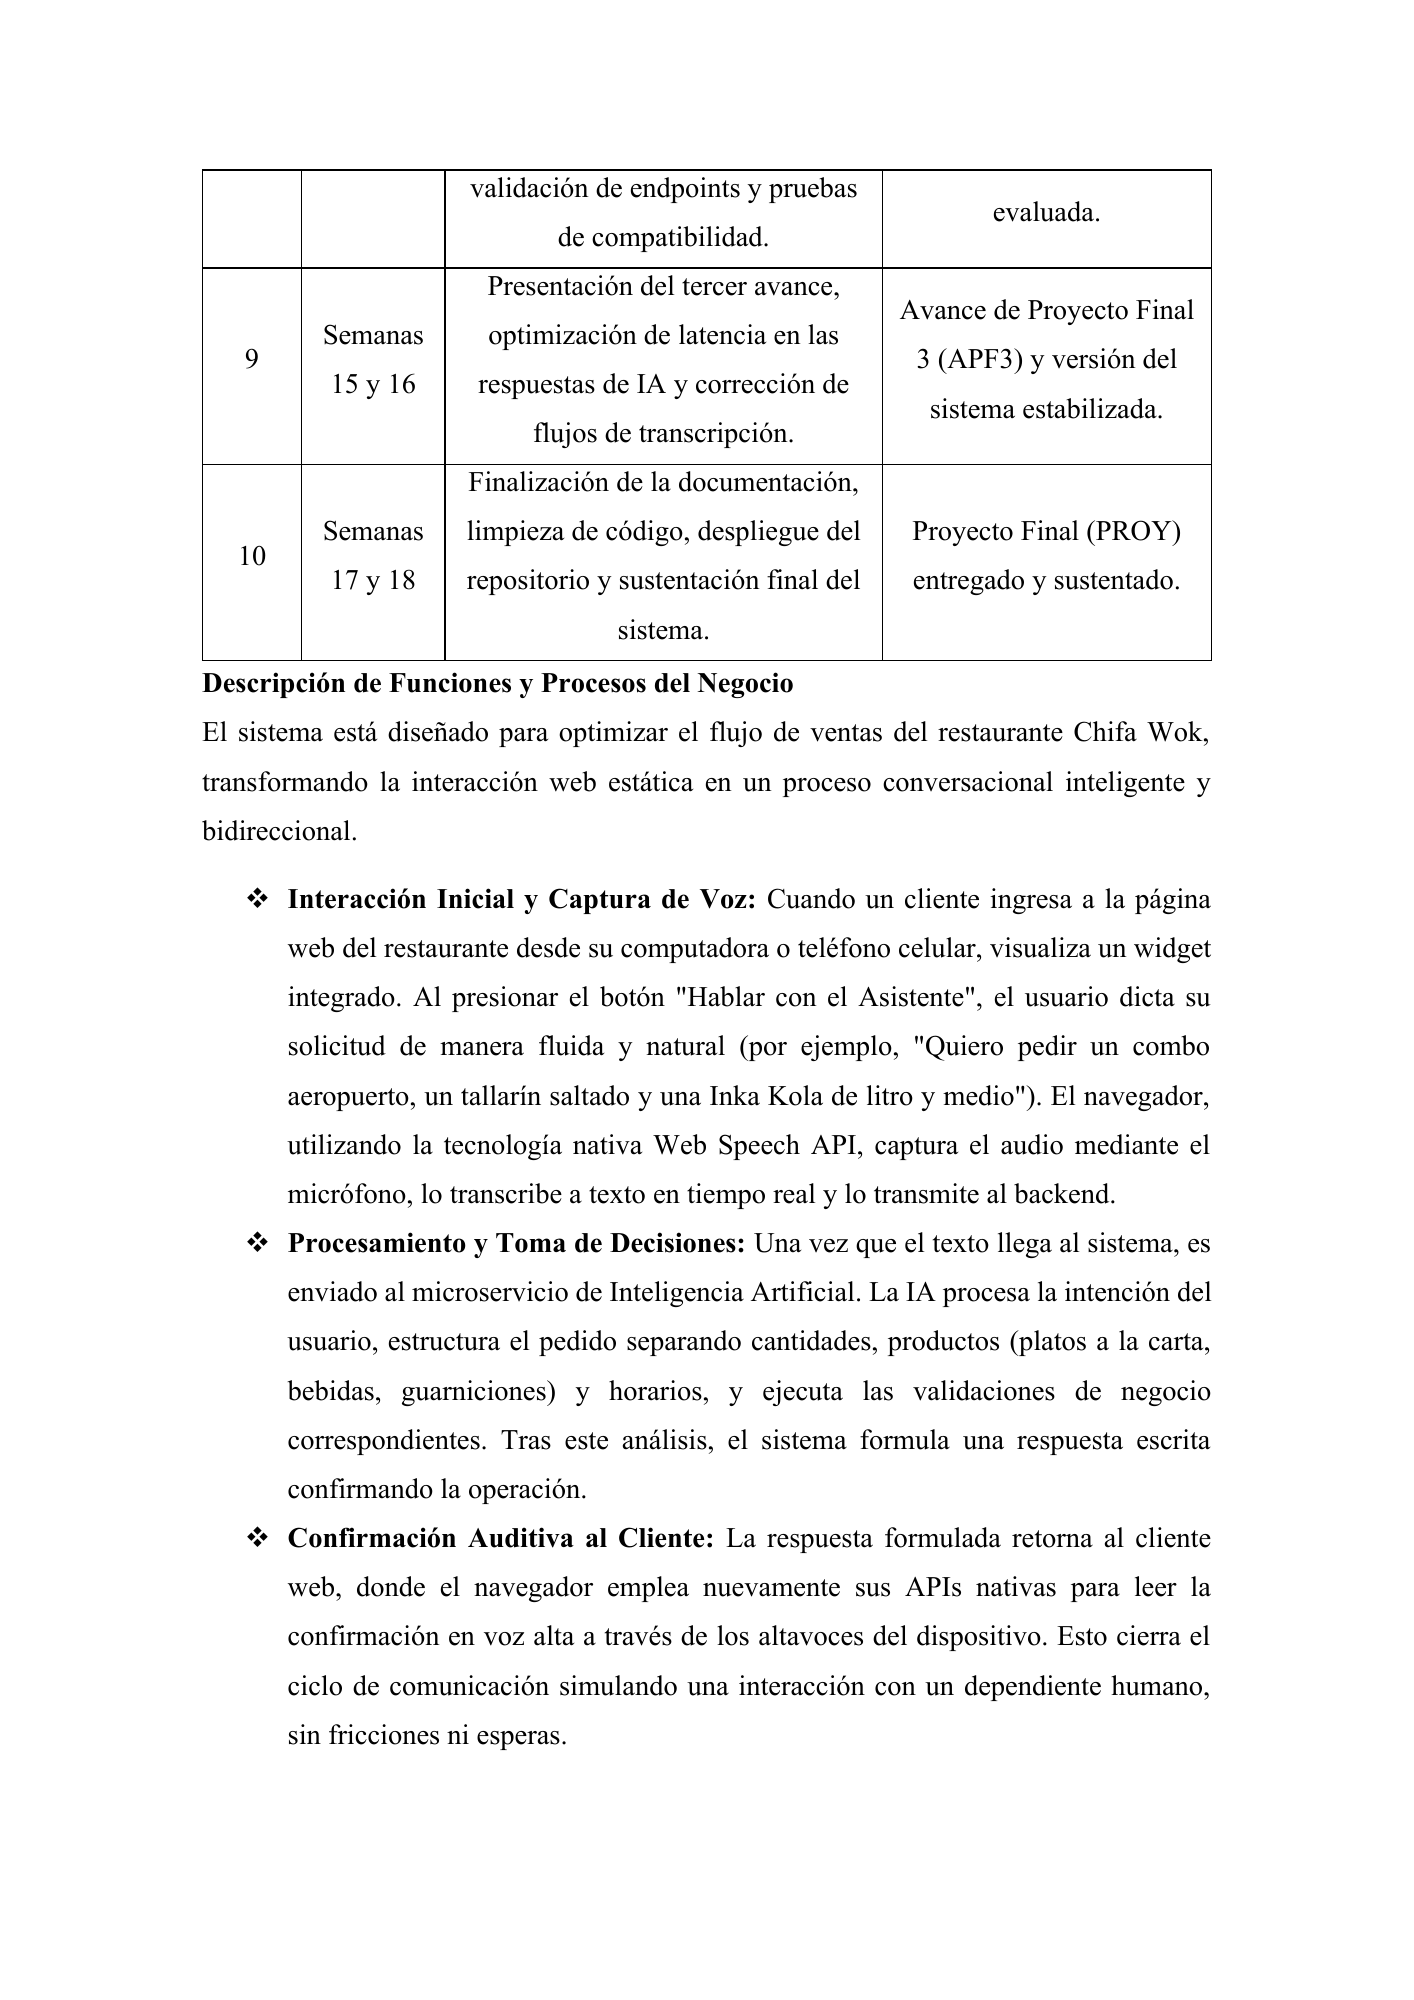 validación de endpoints y pruebas
de compatibilidad.
evaluada.
9
Semanas
15 y 16
Presentación del tercer avance,
optimización de latencia en las
respuestas de IA y corrección de
flujos de transcripción.
Avance de Proyecto Final
3 (APF3) y versión del
sistema estabilizada.
10
Semanas
17 y 18
Finalización de la documentación,
limpieza de código, despliegue del
repositorio y sustentación final del
sistema.
Proyecto Final (PROY)
entregado y sustentado.
Descripción de Funciones y Procesos del Negocio
El sistema está diseñado para optimizar el flujo de ventas del restaurante Chifa Wok,
transformando la interacción web estática en un proceso conversacional inteligente y
bidireccional.
❖ Interacción Inicial y Captura de Voz: Cuando un cliente ingresa a la página
web del restaurante desde su computadora o teléfono celular, visualiza un widget
integrado. Al presionar el botón "Hablar con el Asistente", el usuario dicta su
solicitud de manera fluida y natural (por ejemplo, "Quiero pedir un combo
aeropuerto, un tallarín saltado y una Inka Kola de litro y medio"). El navegador,
utilizando la tecnología nativa Web Speech API, captura el audio mediante el
micrófono, lo transcribe a texto en tiempo real y lo transmite al backend.
❖ Procesamiento y Toma de Decisiones: Una vez que el texto llega al sistema, es
enviado al microservicio de Inteligencia Artificial. La IA procesa la intención del
usuario, estructura el pedido separando cantidades, productos (platos a la carta,
bebidas, guarniciones) y horarios, y ejecuta las validaciones de negocio
correspondientes. Tras este análisis, el sistema formula una respuesta escrita
confirmando la operación.
❖ Confirmación Auditiva al Cliente: La respuesta formulada retorna al cliente
web, donde el navegador emplea nuevamente sus APIs nativas para leer la
confirmación en voz alta a través de los altavoces del dispositivo. Esto cierra el
ciclo de comunicación simulando una interacción con un dependiente humano,
sin fricciones ni esperas.